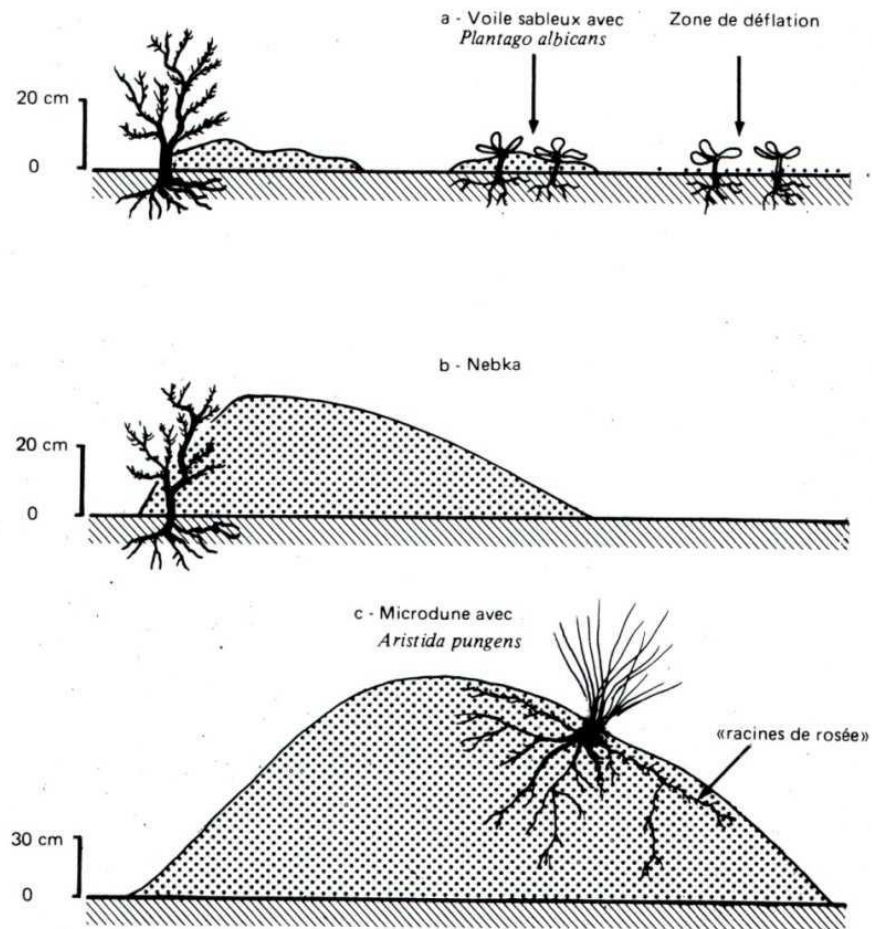 a - Voile sableux avec
Plantago albicans
Zone de déflation
20 cm
0
b - Nebka
20 cm
0
c - Microdune avec
Aristida pungens
«racines de rosée»
30 cm
0